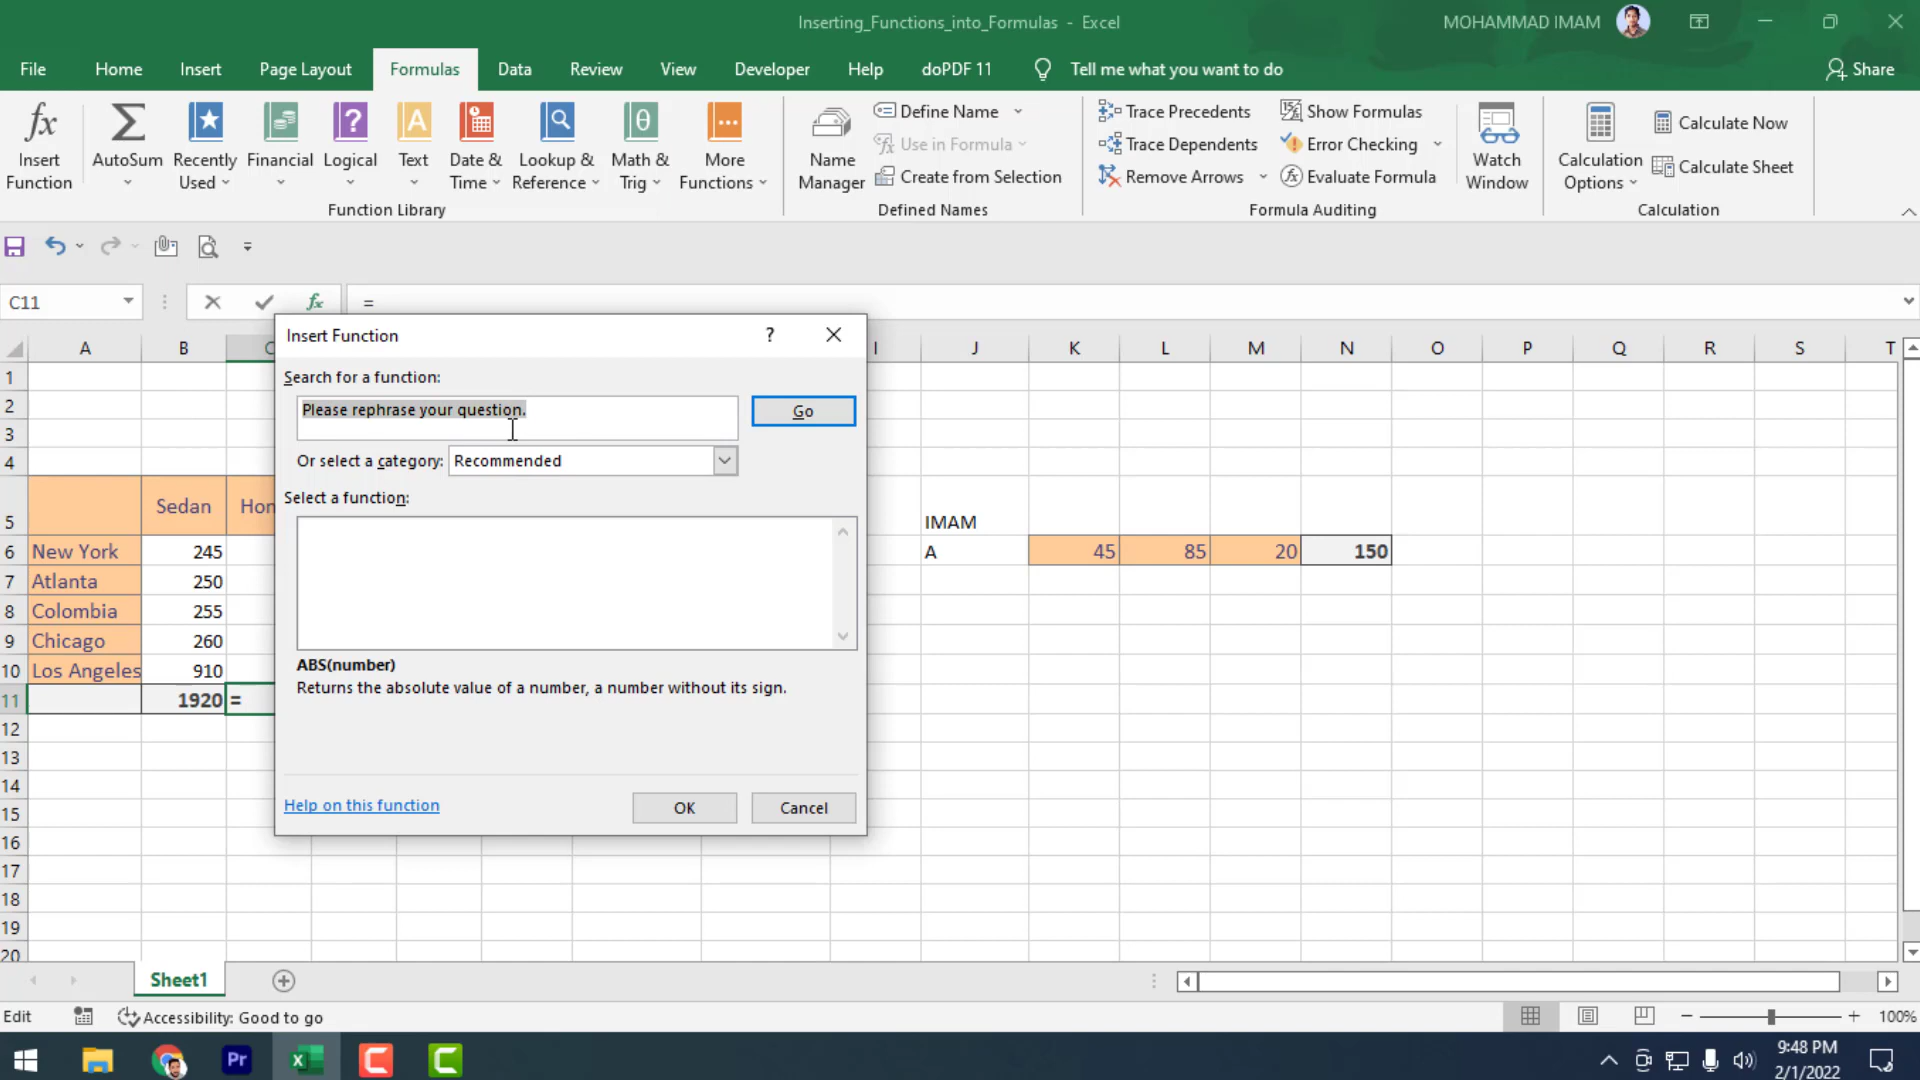 Inserting_Functions_into_Formulas - Excel
MOHAMMAD IMAM
File Home Insert Page Layout Formulas Data Review View Developer Help doPDF 11 Tell me what you want to do Share
Insert Function
AutoSum
Recently Used
Financial
Logical
Text
Date & Time
Lookup & Reference
Math & Trig
More Functions
Function Library
Name Manager
Define Name
Use in Formula
Create from Selection
Defined Names
Trace Precedents
Trace Dependents
Remove Arrows
Show Formulas
Error Checking
Evaluate Formula
Formula Auditing
Watch Window
Calculation Options
Calculate Now
Calculate Sheet
Calculation
C11 fx =
A B C I J K L M N O P Q R S T
1
2
3
4
5 Sedan Hon IMAM
6 New York 245 A 45 85 20 150
7 Atlanta 250
8 Colombia 255
9 Chicago 260
10 Los Angeles 910
11 1920 =
12
13
14
15
16
17
18
19
20
Insert Function ?
Search for a function:
Please rephrase your question.
Go
Or select a category: Recommended
Select a function:
ABS(number)
Returns the absolute value of a number, a number without its sign.
Help on this function
OK Cancel
Sheet1
Edit Accessibility: Good to go 100%
Pr
9:48 PM
2/1/2022